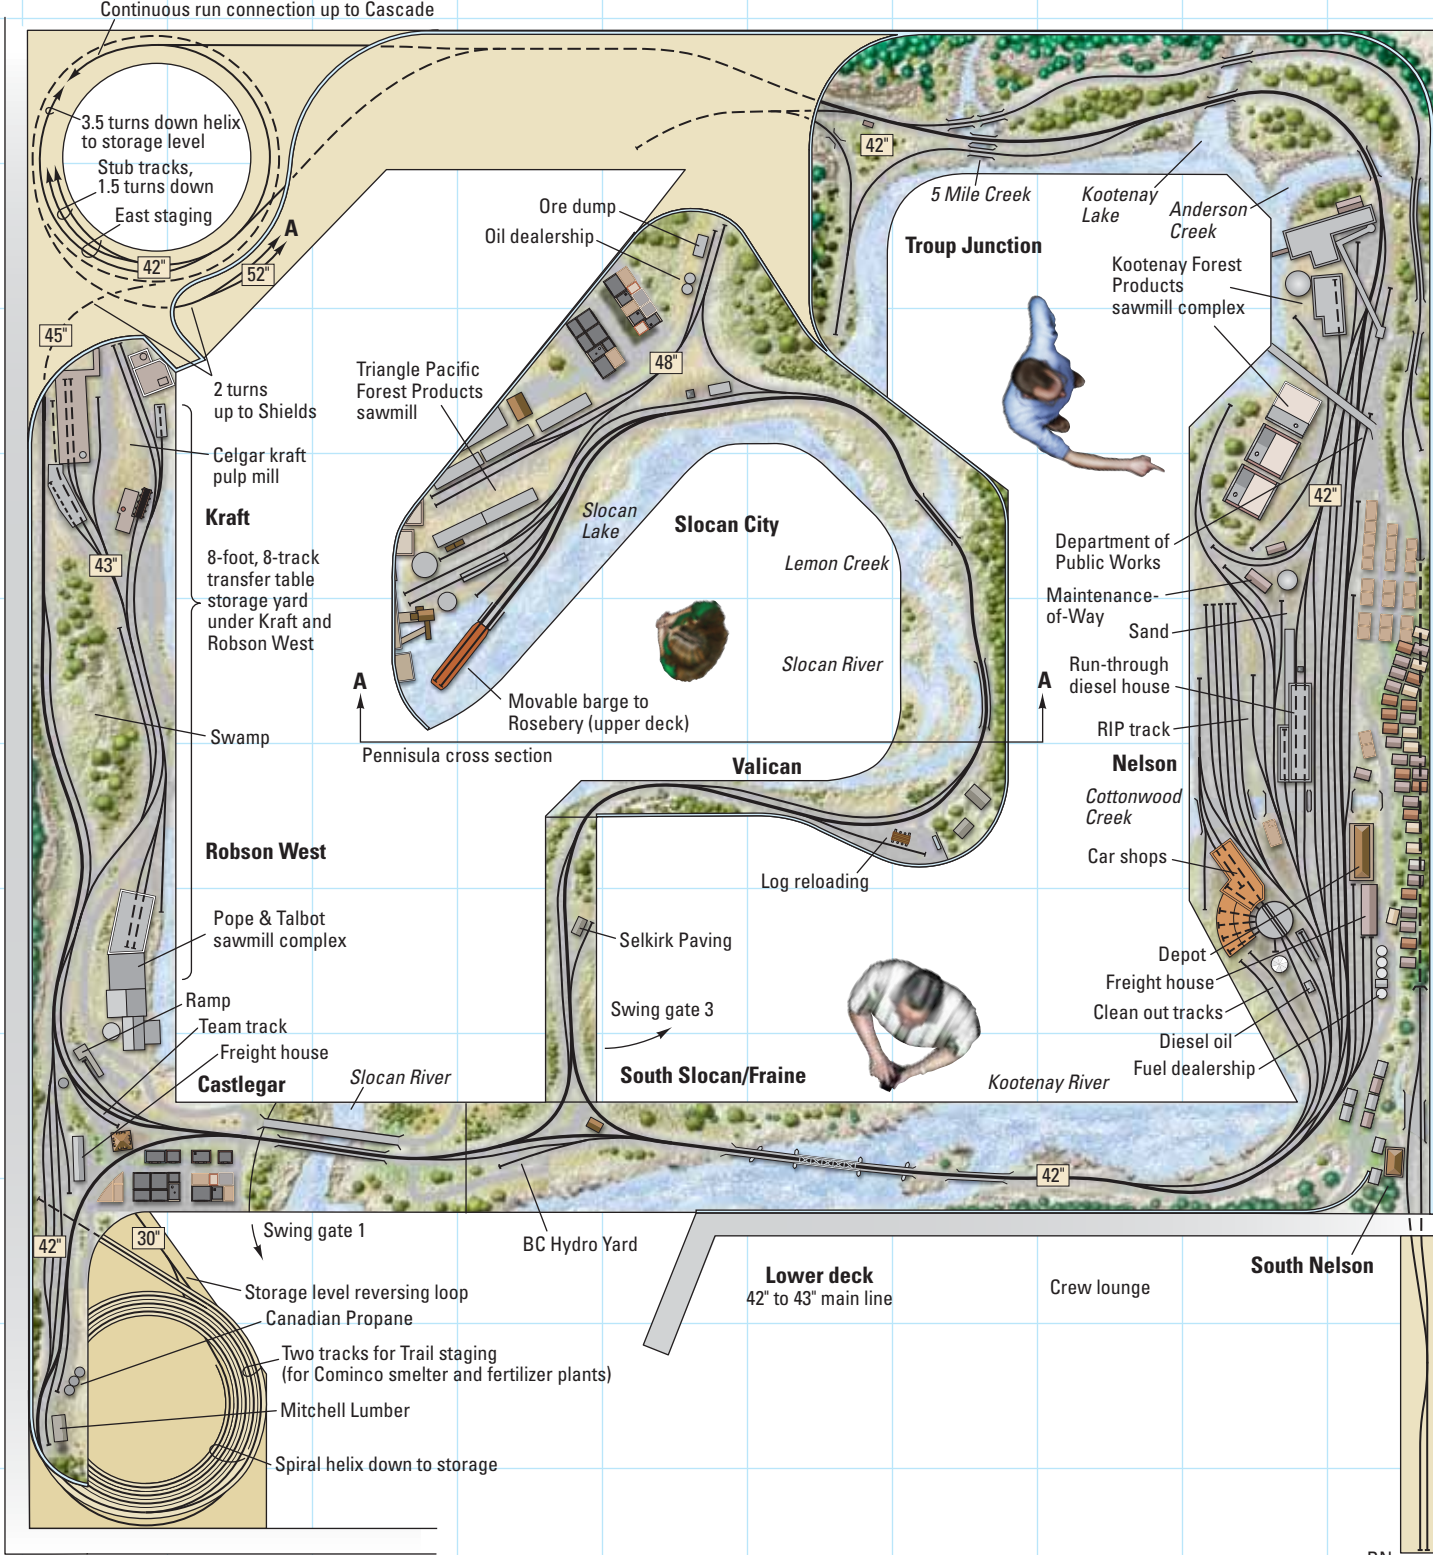 Continuous run connection up to Cascade
3.5 turns down helix
to storage level
Stub tracks,
1.5 turns down
East staging
42"
A
52"
45"
2 turns
up to Shields
Celgar kraft
pulp mill
Kraft
43"
8-foot, 8-track
transfer table
storage yard
under Kraft and
Robson West
Swamp
Robson West
Pope & Talbot
sawmill complex
Ramp
Team track
Freight house
Castlegar
Slocan River
Ore dump
Oil dealership
48"
Triangle Pacific
Forest Products
sawmill
Slocan
Lake
Slocan City
Lemon Creek
Slocan River
Movable barge to
Rosebery (upper deck)
A
A
Pennisula cross section
Valican
Log reloading
Selkirk Paving
Swing gate 3
South Slocan/Fraine
Kootenay River
42"
5 Mile Creek
Kootenay
Lake
Anderson
Creek
Troup Junction
Kootenay Forest
Products
sawmill complex
42"
Department of
Public Works
Maintenance-
of-Way
Sand
Run-through
diesel house
RIP track
Nelson
Cottonwood
Creek
Car shops
Depot
Freight house
Clean out tracks
Diesel oil
Fuel dealership
42"
South Nelson
42"
30"
Swing gate 1
BC Hydro Yard
Storage level reversing loop
Canadian Propane
Two tracks for Trail staging
(for Cominco smelter and fertilizer plants)
Mitchell Lumber
Spiral helix down to storage
Lower deck
42" to 43" main line
Crew lounge